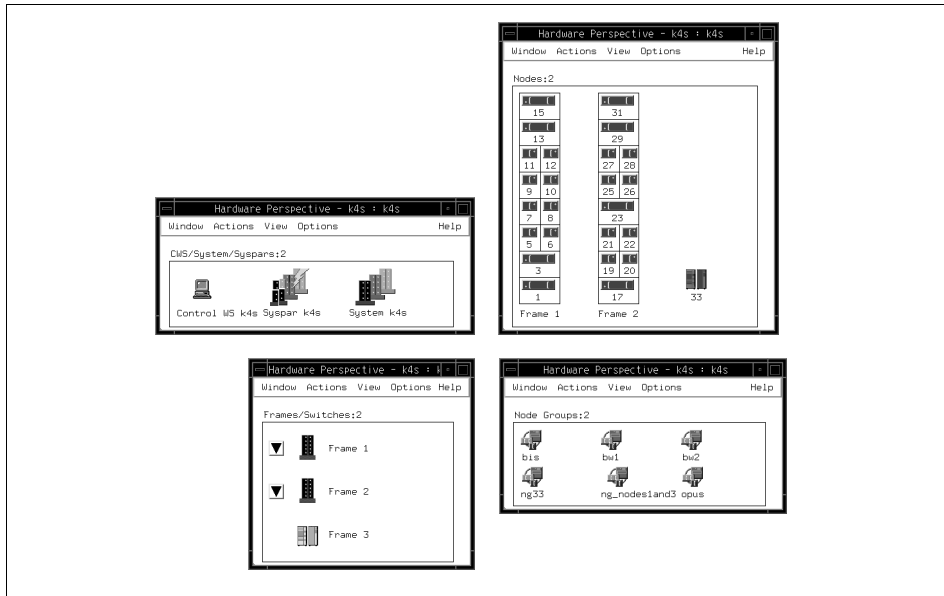 Hardware Perspective - k4s : k4s
Window Actions View Options Help
Nodes:2
15 31
13 29
11 12 27 28
9 10 25 26
7 8 23
5 6 21 22
3 19 20
1 17 33
Frame 1 Frame 2
Hardware Perspective - k4s : k4s
Window Actions View Options Help
CWS/System/Syspars:2
Control WS k4s Syspar k4s System k4s
Hardware Perspective - k4s :
Window Actions View Options Help
Frames/Switches:2
Frame 1
Frame 2
Frame 3
Hardware Perspective - k4s : k4s
Window Actions View Options Help
Node Groups:2
bis bw1 bw2
ng33 ng_nodes1and3 opus